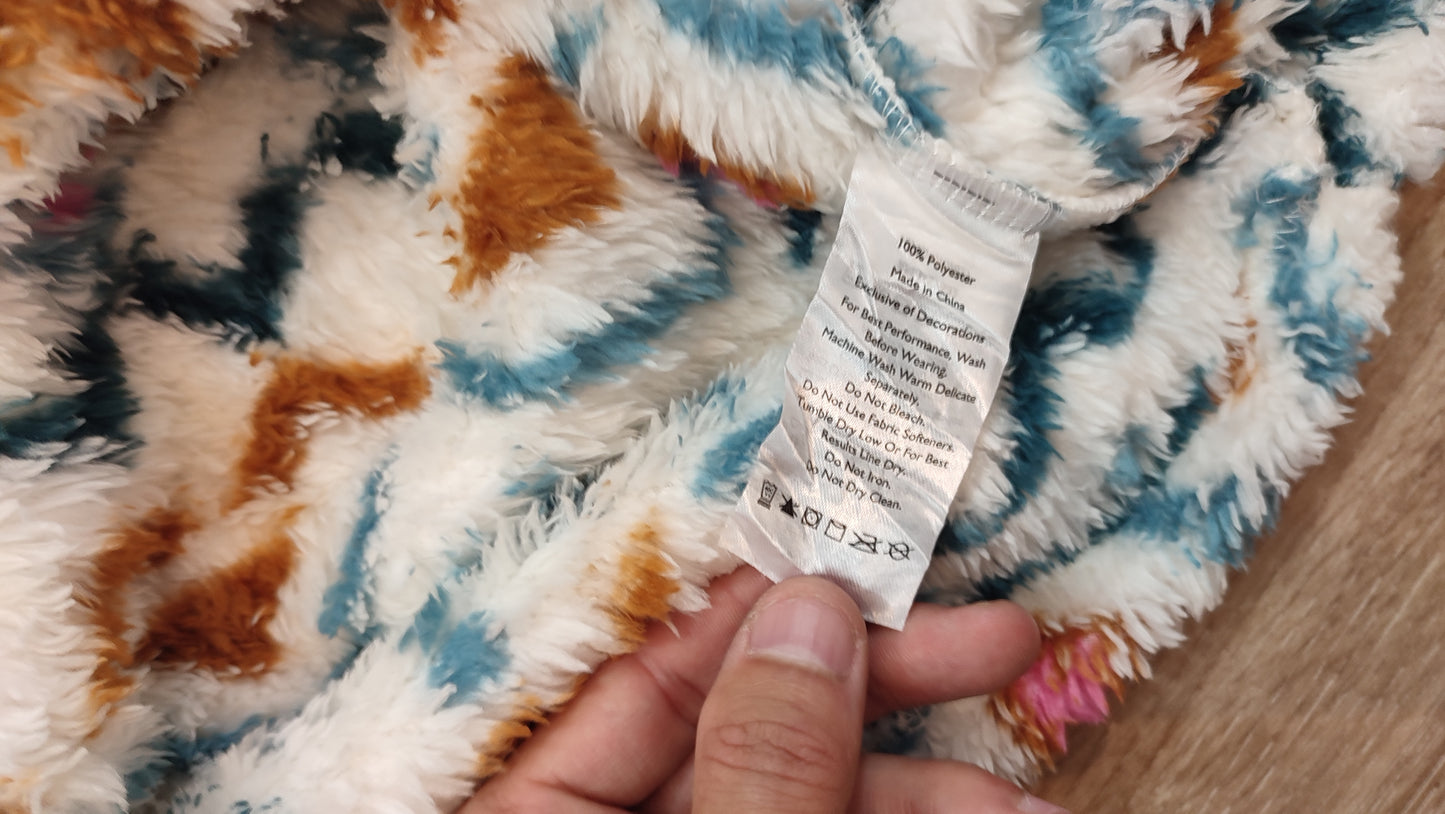 100% Polyester
Made in China
Exclusive of Decorations
For Best Performance, Wash
Before Wearing.
Machine Wash Warm Delicate
Separately.
Do Not Bleach.
Do Not Use Fabric Softeners.
Tumble Dry Low Or For Best
Results Line Dry.
Do Not Iron.
Do Not Dry Clean.